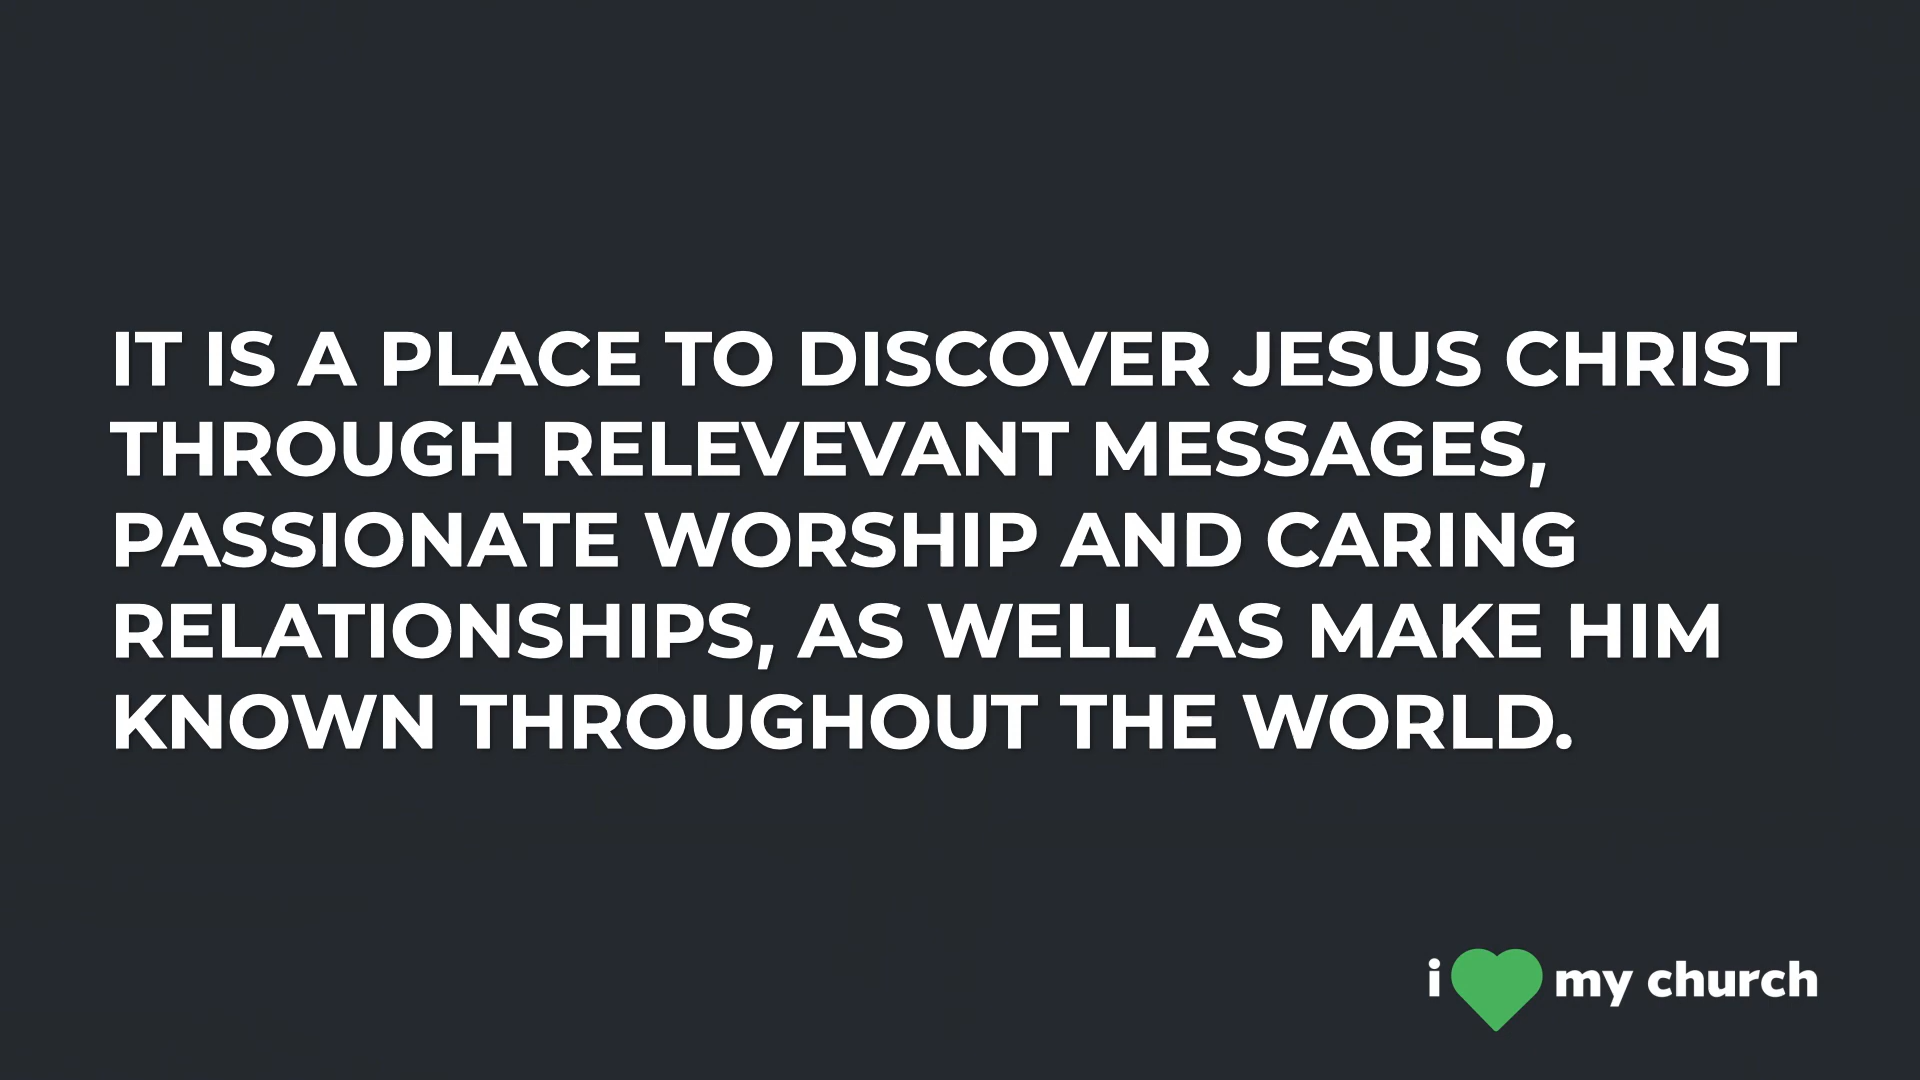 IT IS A PLACE TO DISCOVER JESUS CHRIST
THROUGH RELEVEVANT MESSAGES,
PASSIONATE WORSHIP AND CARING
RELATIONSHIPS, AS WELL AS MAKE HIM
KNOWN THROUGHOUT THE WORLD.
i my church